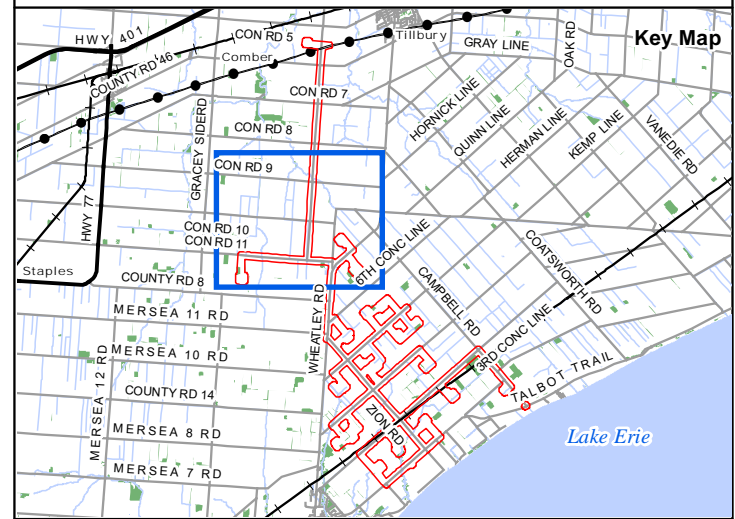 Key Map
HWY 401
CON RD 5
Tillbury
GRAY LINE
OAK RD
Comber
COUNTY RD 46
CON RD 7
HORNICK LINE
QUINN LINE
HERMAN LINE
KEMP LINE
VANEDIE RD
GRACEY SIDERD
CON RD 8
CON RD 9
HWY 77
CON RD 10
CON RD 11
6TH CONC LINE
COATSWORTH RD
Staples
COUNTY RD 8
CAMPBELL RD
MERSEA 11 RD
WHEATLEY RD
3RD CONC LINE
MERSEA 10 RD
MERSEA 12 RD
COUNTY RD 14
TALBOT TRAIL
ZION RD
MERSEA 8 RD
Lake Erie
MERSEA 7 RD